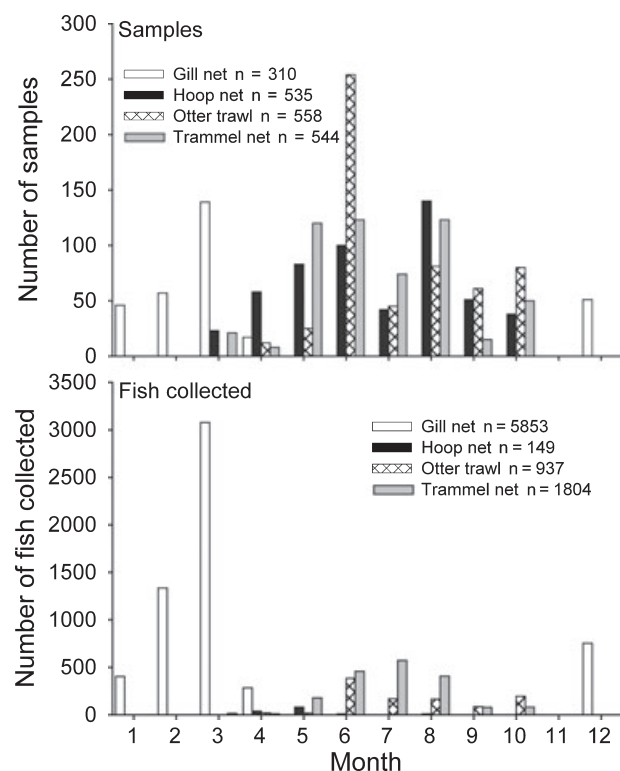 Samples
Gill net n = 310
Hoop net n = 535
Otter trawl n = 558
Trammel net n = 544
Number of samples
300
250
200
150
100
50
0
Fish collected
Gill net n = 5853
Hoop net n = 149
Otter trawl n = 937
Trammel net n = 1804
Number of fish collected
3500
3000
2500
2000
1500
1000
500
0
1 2 3 4 5 6 7 8 9 10 11 12
Month